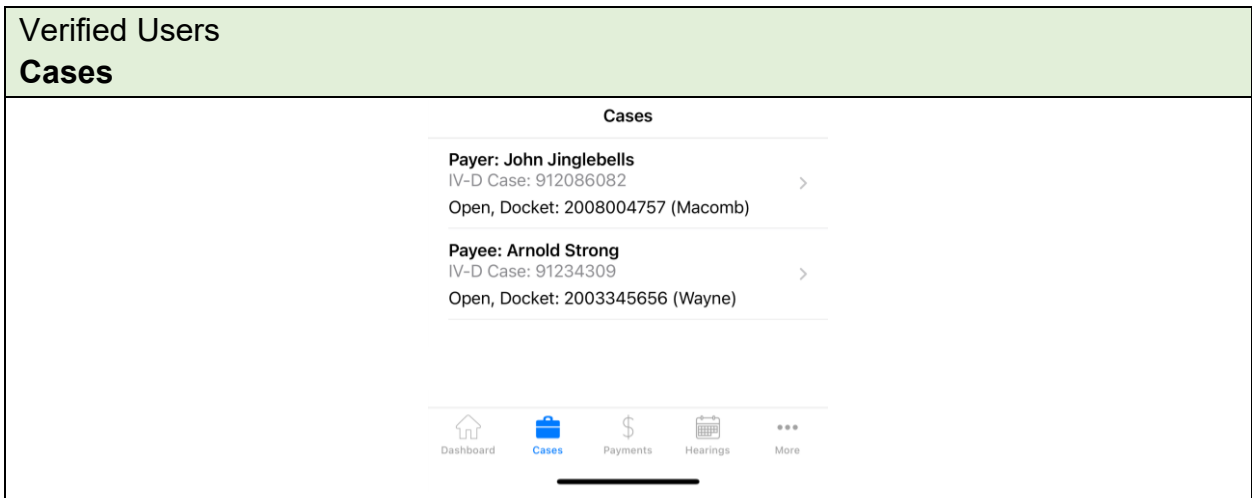 Verified Users
Cases
Cases
Payer: John Jinglebells
IV-D Case: 912086082
Open, Docket: 2008004757 (Macomb)
Payee: Arnold Strong
IV-D Case: 91234309
Open, Docket: 2003345656 (Wayne)
Dashboard Cases Payments Hearings More